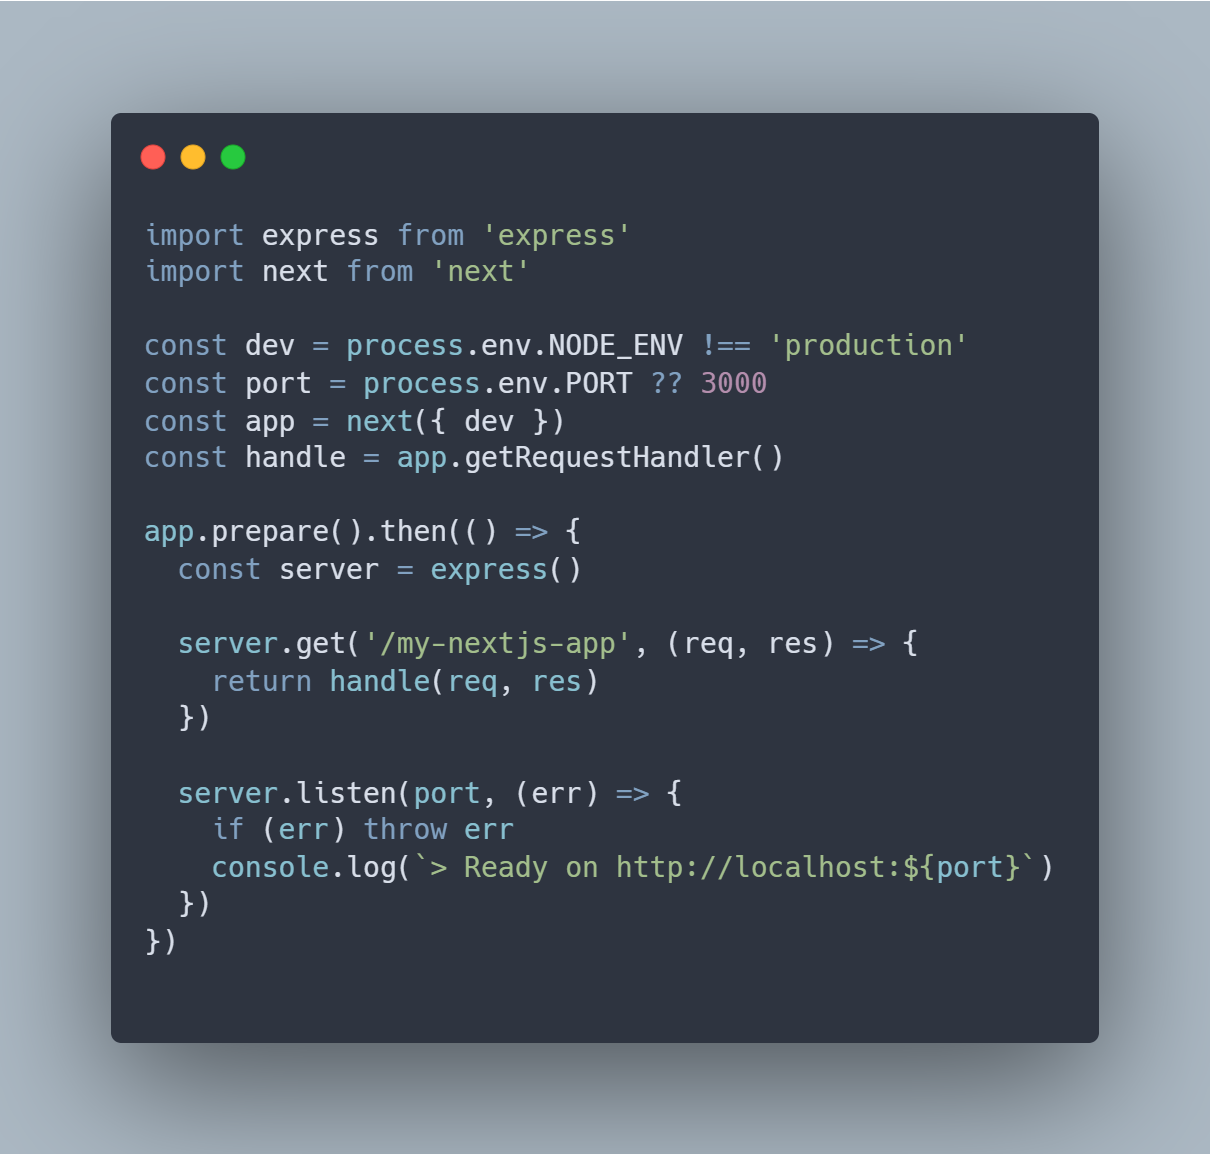 import express from 'express'
import next from 'next'

const dev = process.env.NODE_ENV !== 'production'
const port = process.env.PORT ?? 3000
const app = next({ dev })
const handle = app.getRequestHandler()

app.prepare().then(() => {
  const server = express()

  server.get('/my-nextjs-app', (req, res) => {
    return handle(req, res)
  })

  server.listen(port, (err) => {
    if (err) throw err
    console.log(`> Ready on http://localhost:${port}`)
  })
})